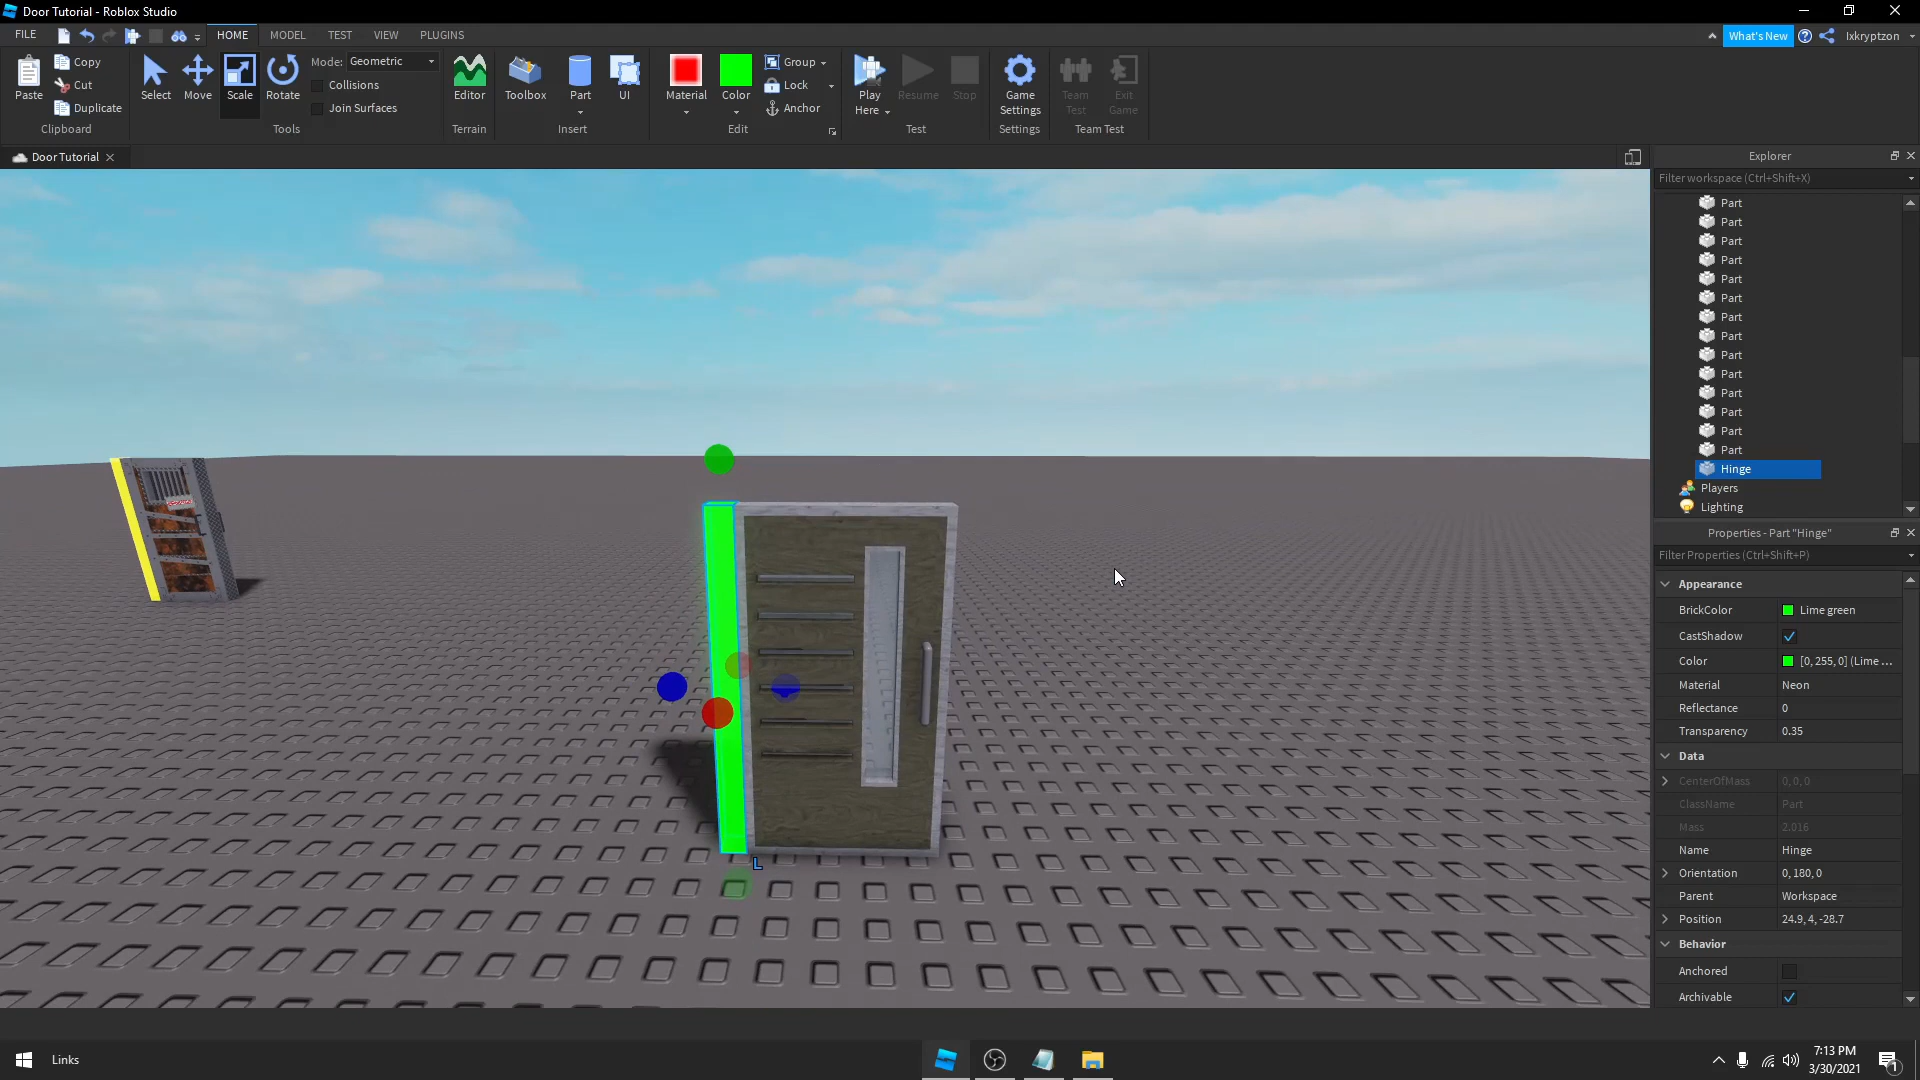 Door Tutorial - Roblox Studio
FILE HOME MODEL TEST VIEW PLUGINS What's New Ixkryptzon
Paste Copy Cut Duplicate Clipboard
Select Move Scale Rotate Mode: Geometric Collisions Join Surfaces Tools
Editor Terrain
Toolbox Part UI Insert
Material Color Group Lock Anchor Edit
Play Here Resume Stop Test
Game Settings Settings
Team Test Exit Game Team Test
Door Tutorial
Explorer
Filter workspace (Ctrl+Shift+X)
Part
Part
Part
Part
Part
Part
Part
Part
Part
Part
Part
Part
Part
Part
Hinge
Players
Lighting
Properties - Part "Hinge"
Filter Properties (Ctrl+Shift+P)
Appearance
BrickColor Lime green
CastShadow
Color [0, 255, 0] (Lime ...
Material Neon
Reflectance 0
Transparency 0.35
Data
CenterOfMass 0, 0, 0
ClassName Part
Mass 2.016
Name Hinge
Orientation 0, 180, 0
Parent Workspace
Position 24.9, 4, -28.7
Behavior
Anchored
Archivable
L
Links
7:13 PM
3/30/2021
1